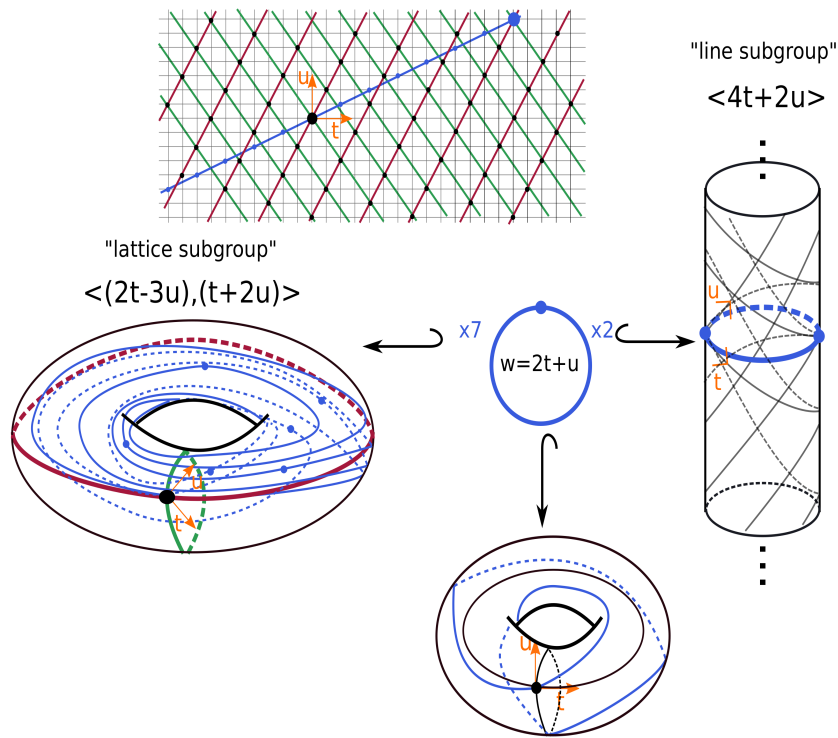 u
t
"line subgroup"
<4t+2u>
"lattice subgroup"
<(2t-3u),(t+2u)>
x7
x2
w=2t+u
u
t
u
t
u
t